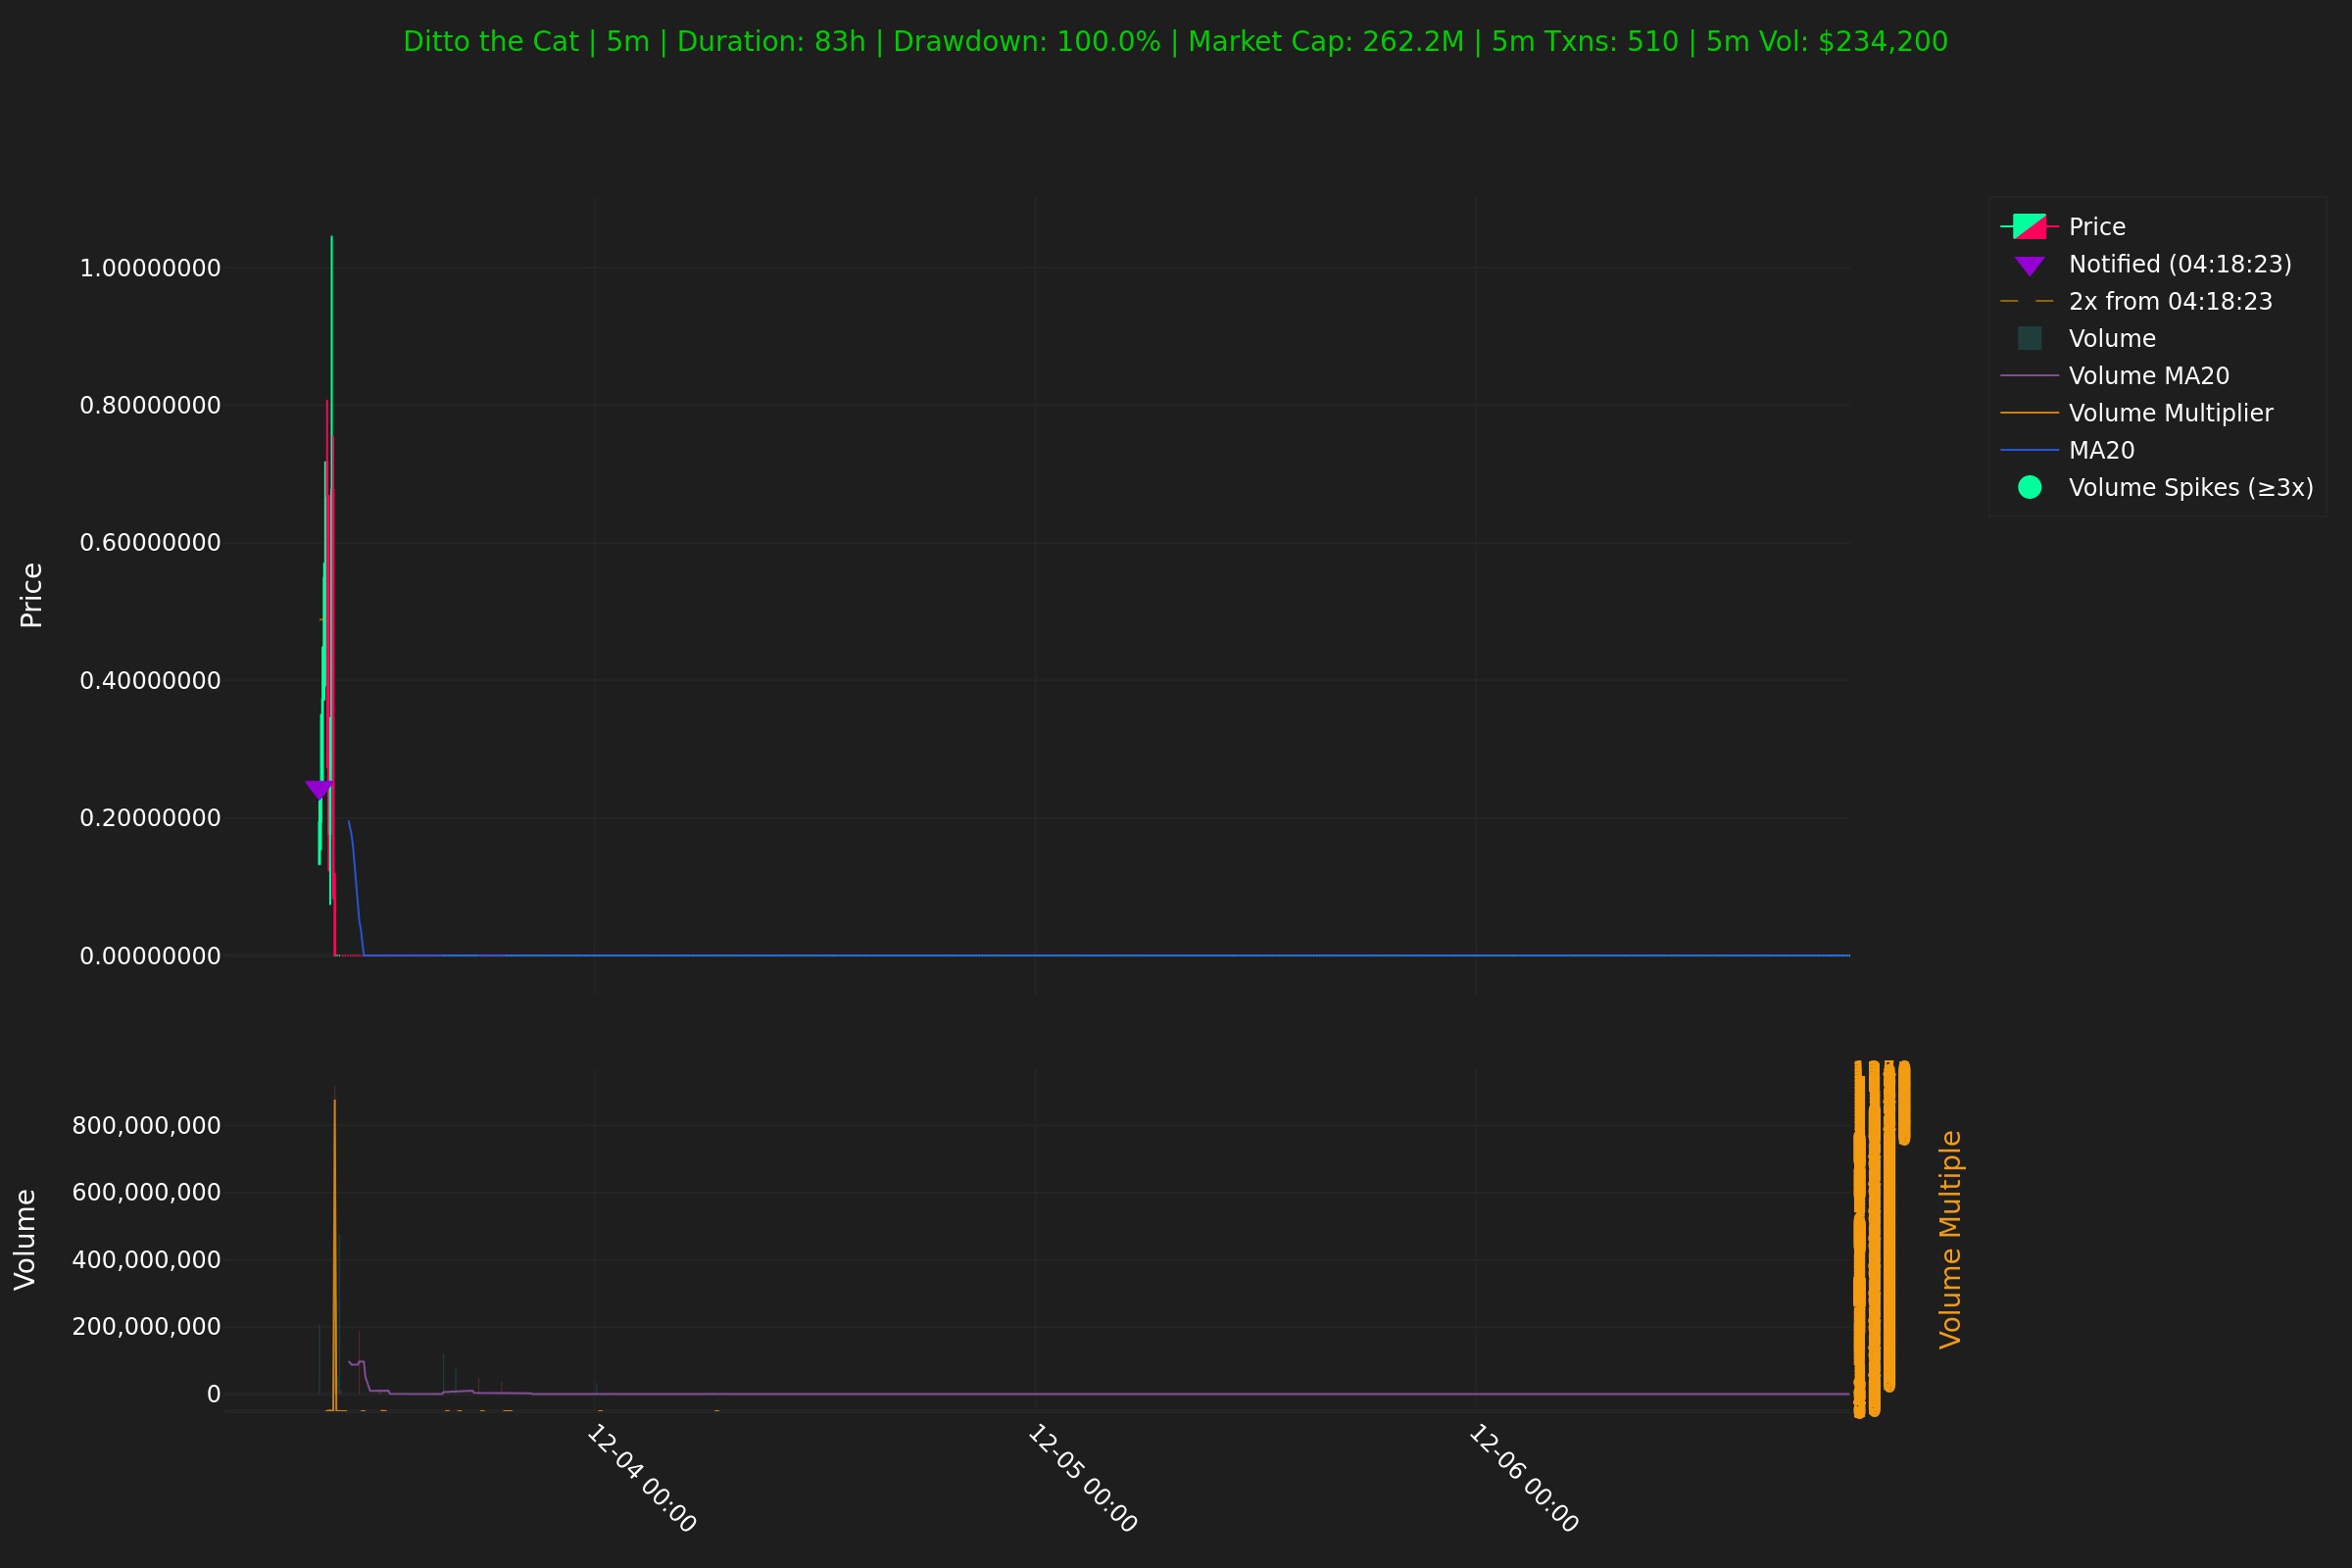 Ditto the Cat | 5m | Duration: 83h | Drawdown: 100.0% | Market Cap: 262.2M | 5m Txns: 510 | 5m Vol: $234,200
Price
1.00000000
0.80000000
0.60000000
0.40000000
0.20000000
0.00000000
Price
Notified (04:18:23)
2x from 04:18:23
Volume
Volume MA20
Volume Multiplier
MA20
Volume Spikes (≥3x)
Volume
800,000,000
600,000,000
400,000,000
200,000,000
0
Volume Multiple
12-04 00:00
12-05 00:00
12-06 00:00